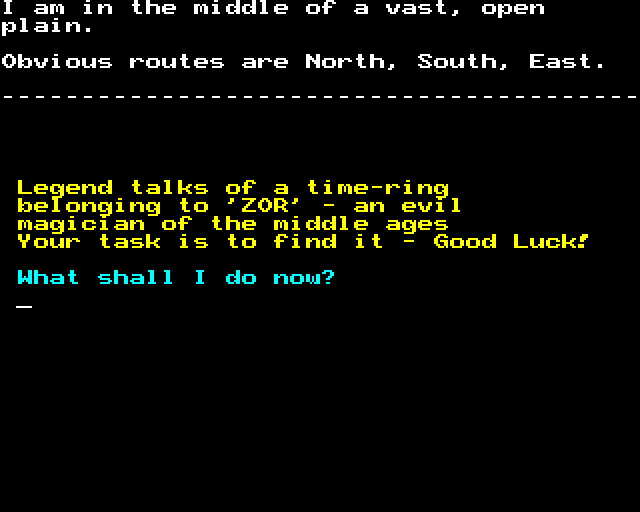 I am in the middle of a vast, open
plain.
Obvious routes are North, South, East.
----------------------------------------
Legend talks of a time-ring
belonging to 'ZOR' - an evil
magician of the middle ages
Your task is to find it - Good Luck!
What shall I do now?
_